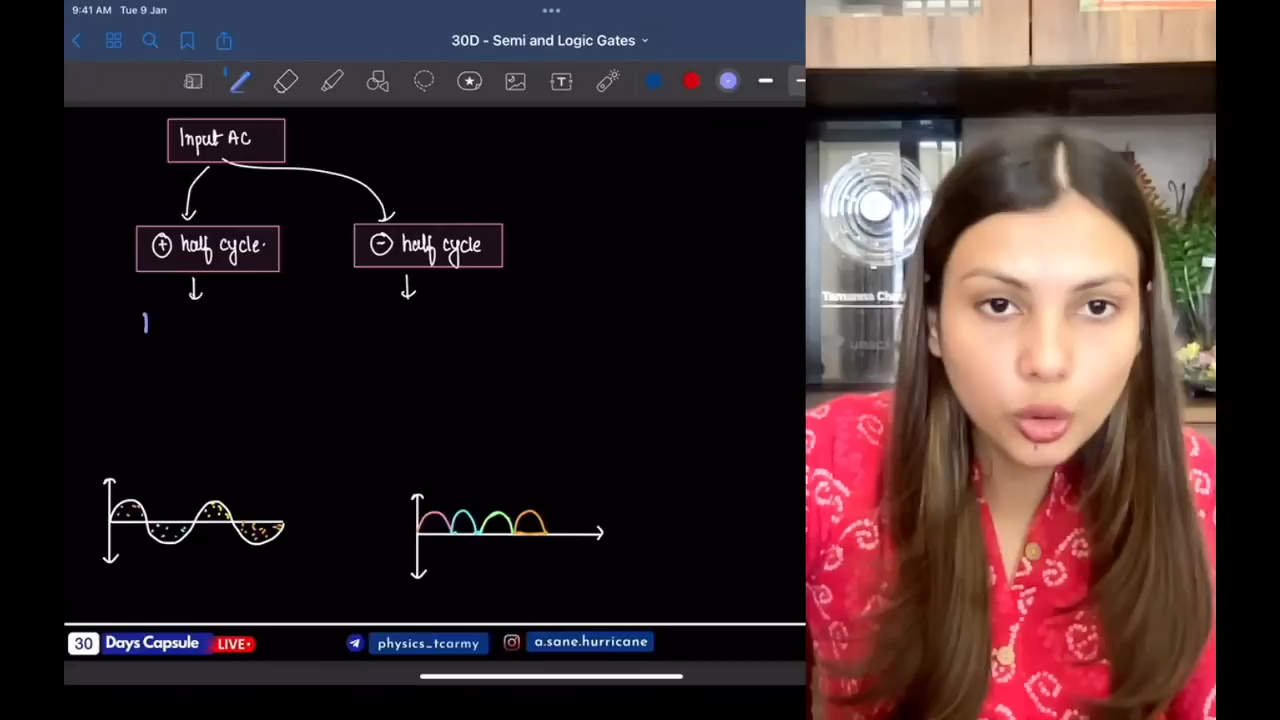 9:41 AM Tue 9 Jan
30D - Semi and Logic Gates
Input AC
+ half cycle.
- half cycle
30 Days Capsule LIVE
physics_tcarmy
a.sane.hurricane